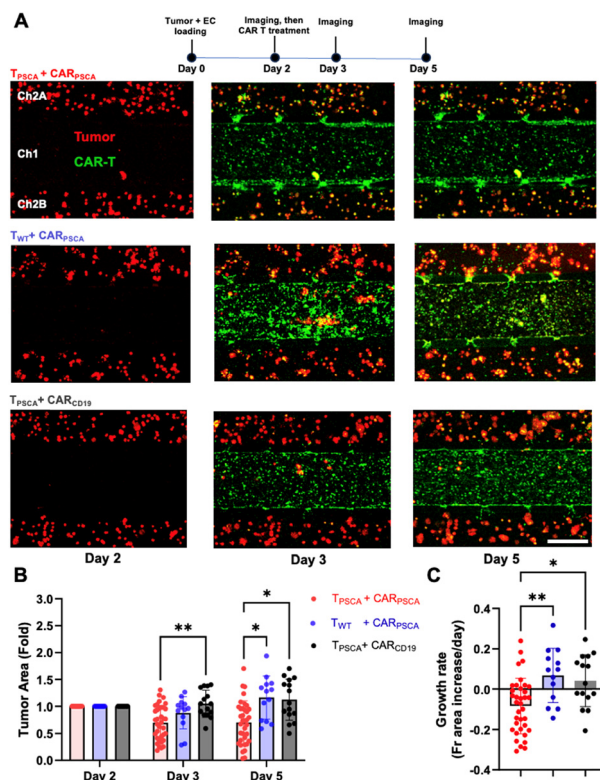 A
Tumor + EC
loading
Imaging, then
CAR T treatment
Imaging
Imaging
Day 0
Day 2
Day 3
Day 5
TPSCA + CARPSCA
Ch2A
Tumor
Ch1
CAR-T
Ch2B
TWT + CARPSCA
TPSCA + CARCD19
Day 2
Day 3
Day 5
B
Tumor Area (Fold)
3.0
2.5
2.0
1.5
1.0
0.5
0.0
**
*
*
Day 2
Day 3
Day 5
TPSCA + CARPSCA
TWT + CARPSCA
TPSCA + CARCD19
C
Growth rate
(Fr area increase/day)
0.4
0.2
0.0
-0.2
-0.4
*
**